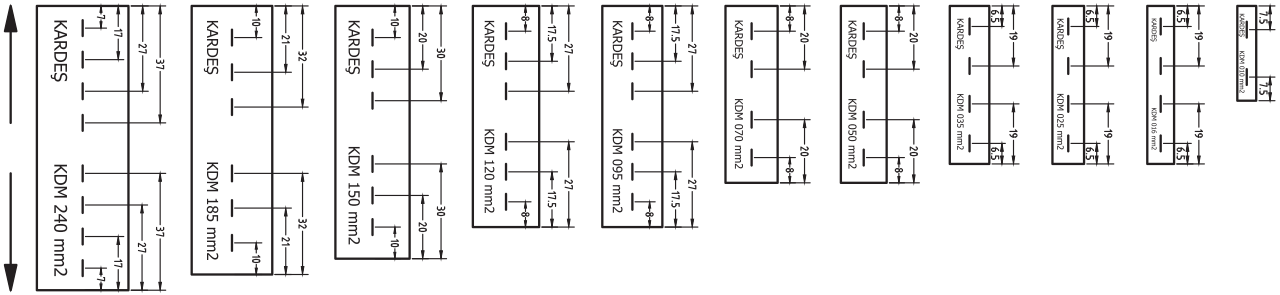 KARDEŞ KDM 240 mm2
7 7
17 17
27 27
37 37
KARDEŞ KDM 185 mm2
10 10
21 21
32 32
KARDEŞ KDM 150 mm2
10 10
20 20
30 30
KARDEŞ KDM 120 mm2
8 8
17.5 17.5
27 27
KARDEŞ KDM 095 mm2
8 8
17.5 17.5
27 27
KARDEŞ KDM 070 mm2
8 8
20 20
KARDEŞ KDM 050 mm2
8 8
20 20
KARDEŞ KDM 035 mm2
6.5 6.5
19 19
KARDEŞ KDM 025 mm2
6.5 6.5
19 19
KARDEŞ KDM 016 mm2
6.5 6.5
19 19
KARDEŞ KDM 010 mm2
7.5 7.5